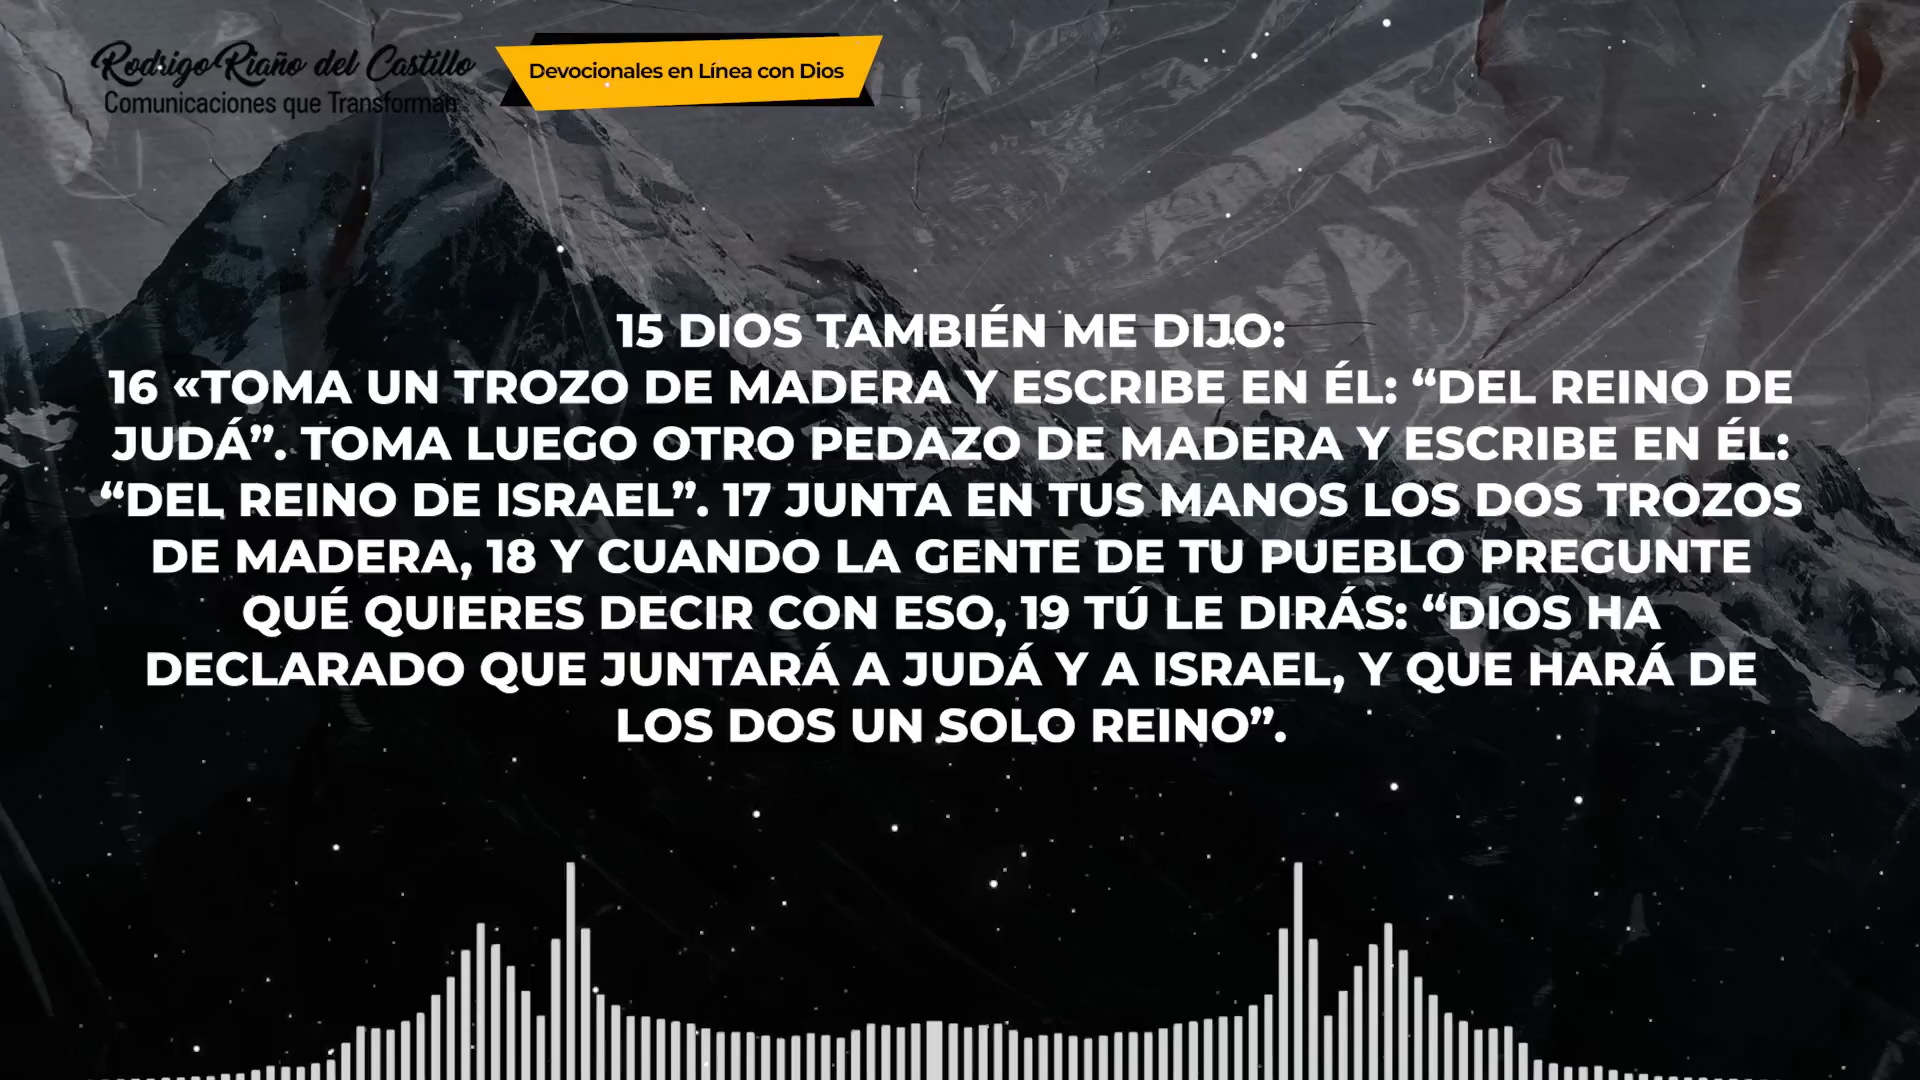 Rodrigo Riaño del Castillo
Comunicaciones que Transforman
Devocionales en Línea con Dios
15 DIOS TAMBIÉN ME DIJO:
16 «TOMA UN TROZO DE MADERA Y ESCRIBE EN ÉL: “DEL REINO DE
JUDÁ”. TOMA LUEGO OTRO PEDAZO DE MADERA Y ESCRIBE EN ÉL:
“DEL REINO DE ISRAEL”. 17 JUNTA EN TUS MANOS LOS DOS TROZOS
DE MADERA, 18 Y CUANDO LA GENTE DE TU PUEBLO PREGUNTE
QUÉ QUIERES DECIR CON ESO, 19 TÚ LE DIRÁS: “DIOS HA
DECLARADO QUE JUNTARÁ A JUDÁ Y A ISRAEL, Y QUE HARÁ DE
LOS DOS UN SOLO REINO”.